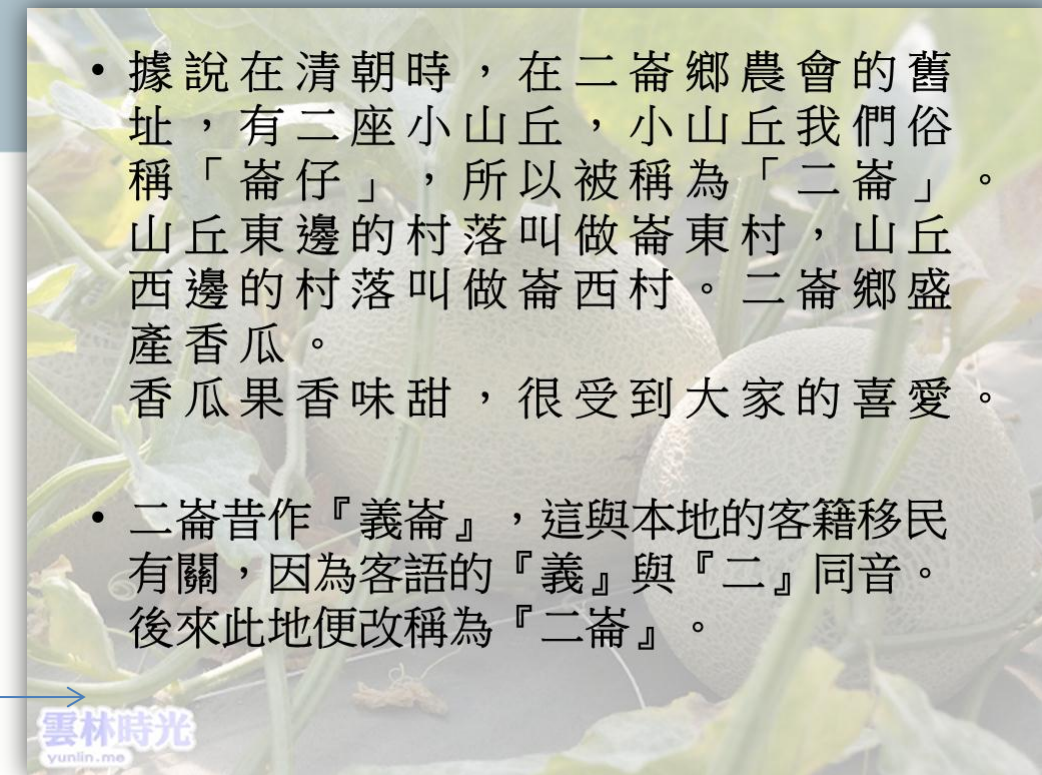 • 據說在清朝時，在二崙鄉農會的舊
址，有二座小山丘，小山丘我們俗
稱「崙仔」，所以被稱為「二崙」。
山丘東邊的村落叫做崙東村，山丘
西邊的村落叫做崙西村。二崙鄉盛
產香瓜。
香瓜果香味甜，很受到大家的喜愛。
• 二崙昔作『義崙』，這與本地的客籍移民
有關，因為客語的『義』與『二』同音。
後來此地便改稱為『二崙』。
雲林時光
yunlin.me